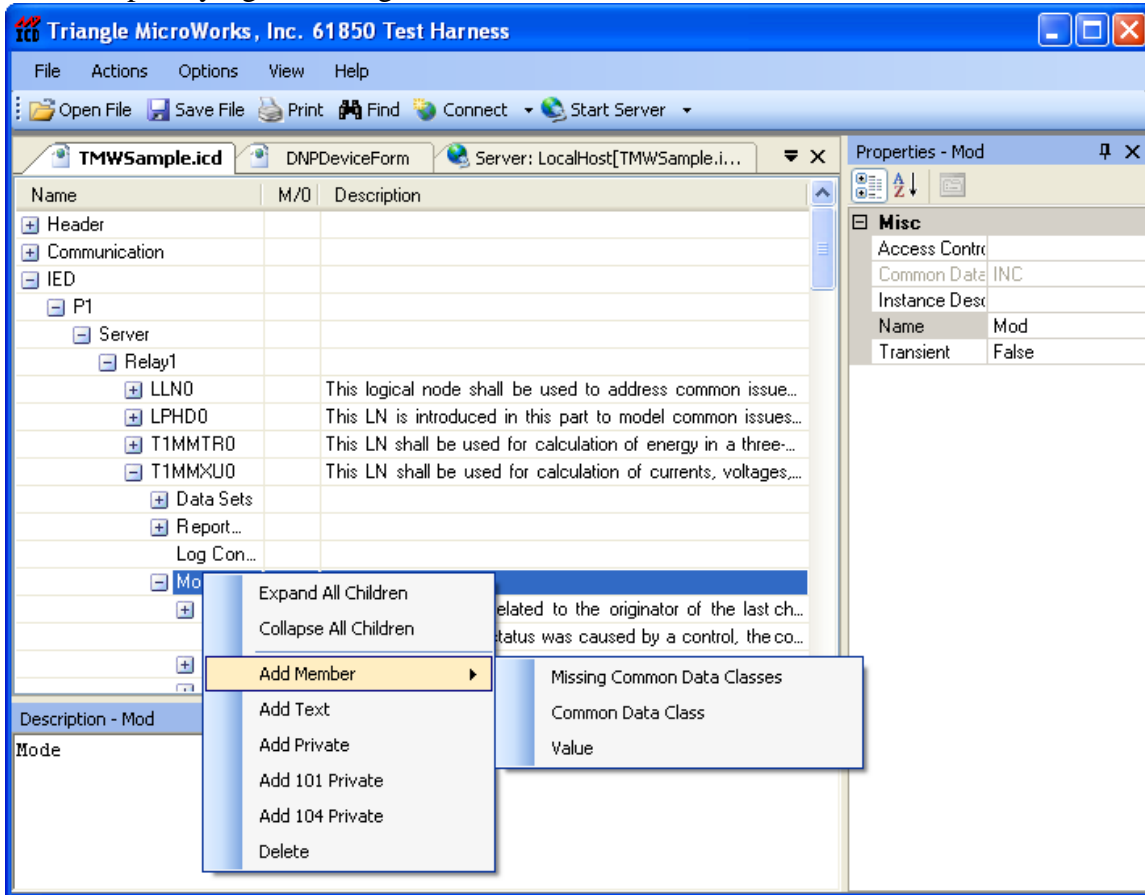 Triangle MicroWorks, Inc. 61850 Test Harness
File Actions Options View Help
Open File Save File Print Find Connect Start Server
TMWSample.icd DNPDeviceForm Server: LocalHost[TMWSample.i...
Name M/O Description
Header
Communication
IED
P1
Server
Relay1
LLN0 This logical node shall be used to address common issue...
LPHD0 This LN is introduced in this part to model common issues...
T1MMTR0 This LN shall be used for calculation of energy in a three-...
T1MMXU0 This LN shall be used for calculation of currents, voltages,...
Data Sets
Report...
Log Con...
Mo
elated to the originator of the last ch...
tatus was caused by a control, the co...
Expand All Children
Collapse All Children
Add Member
Add Text
Add Private
Add 101 Private
Add 104 Private
Delete
Missing Common Data Classes
Common Data Class
Value
Description - Mod
Mode
Properties - Mod
Misc
Access Contro
Common Data INC
Instance Desc
Name Mod
Transient False